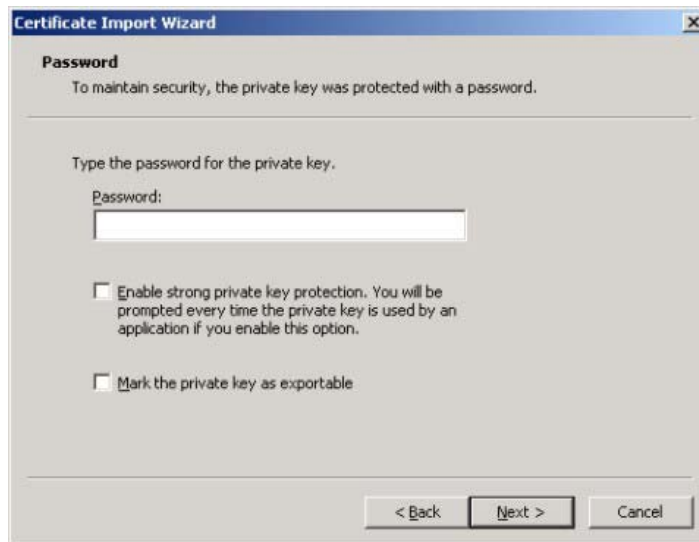 Certificate Import Wizard
Password
To maintain security, the private key was protected with a password.
Type the password for the private key.
Password:
Enable strong private key protection. You will
prompted every time the private key is used by an
application if you enable this option.
Mark the private key as exportable
< Back Next > Cancel